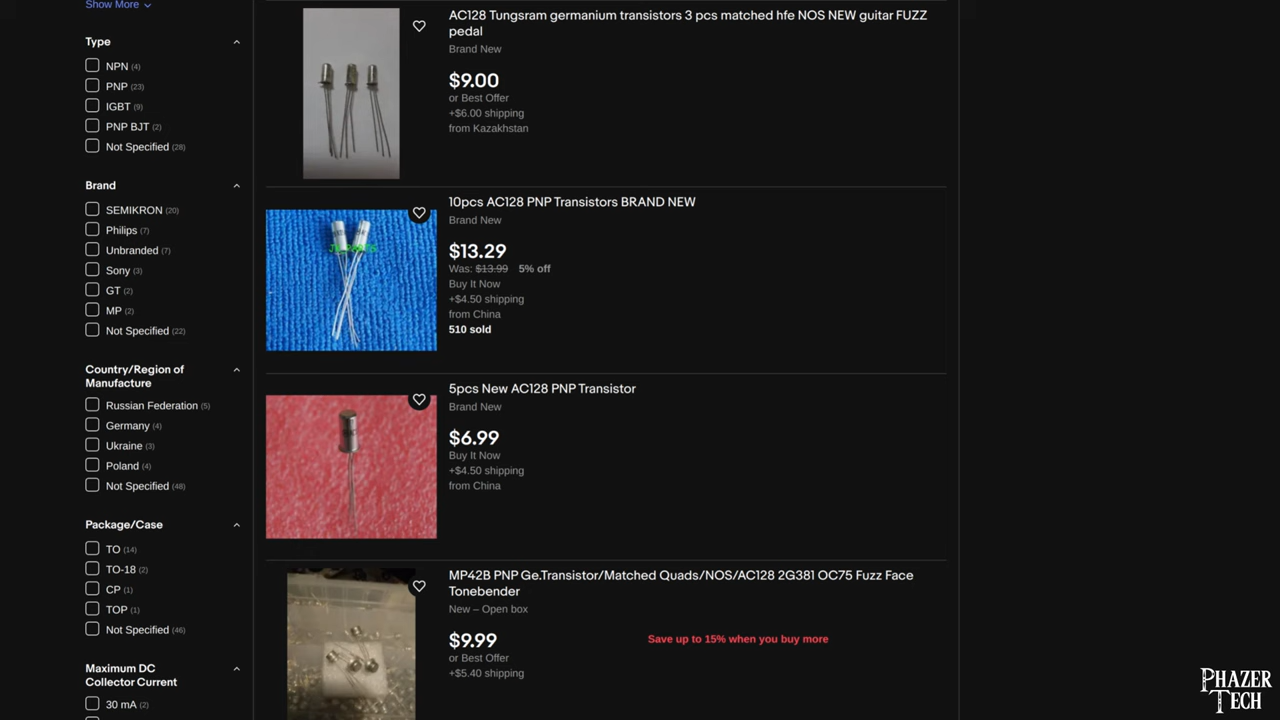 Show More
Type
NPN (4)
PNP (23)
IGBT (9)
PNP BJT (2)
Not Specified (28)
Brand
SEMIKRON (20)
Philips (7)
Unbranded (7)
Sony (3)
GT (2)
MP (2)
Not Specified (22)
Country/Region of
Manufacture
Russian Federation (5)
Germany (4)
Ukraine (3)
Poland (4)
Not Specified (48)
Package/Case
TO (14)
TO-18 (2)
CP (1)
TOP (1)
Not Specified (46)
Maximum DC
Collector Current
30 mA (2)
AC128 Tungsram germanium transistors 3 pcs matched hfe NOS NEW guitar FUZZ
pedal
Brand New
$9.00
or Best Offer
+$6.00 shipping
from Kazakhstan
10pcs AC128 PNP Transistors BRAND NEW
Brand New
$13.29
Was: $13.99 5% off
Buy It Now
+$4.50 shipping
from China
510 sold
5pcs New AC128 PNP Transistor
Brand New
$6.99
Buy It Now
+$4.50 shipping
from China
MP42B PNP Ge.Transistor/Matched Quads/NOS/AC128 2G381 OC75 Fuzz Face
Tonebender
New – Open box
$9.99
or Best Offer
+$5.40 shipping
Save up to 15% when you buy more
PHAZER
TECH